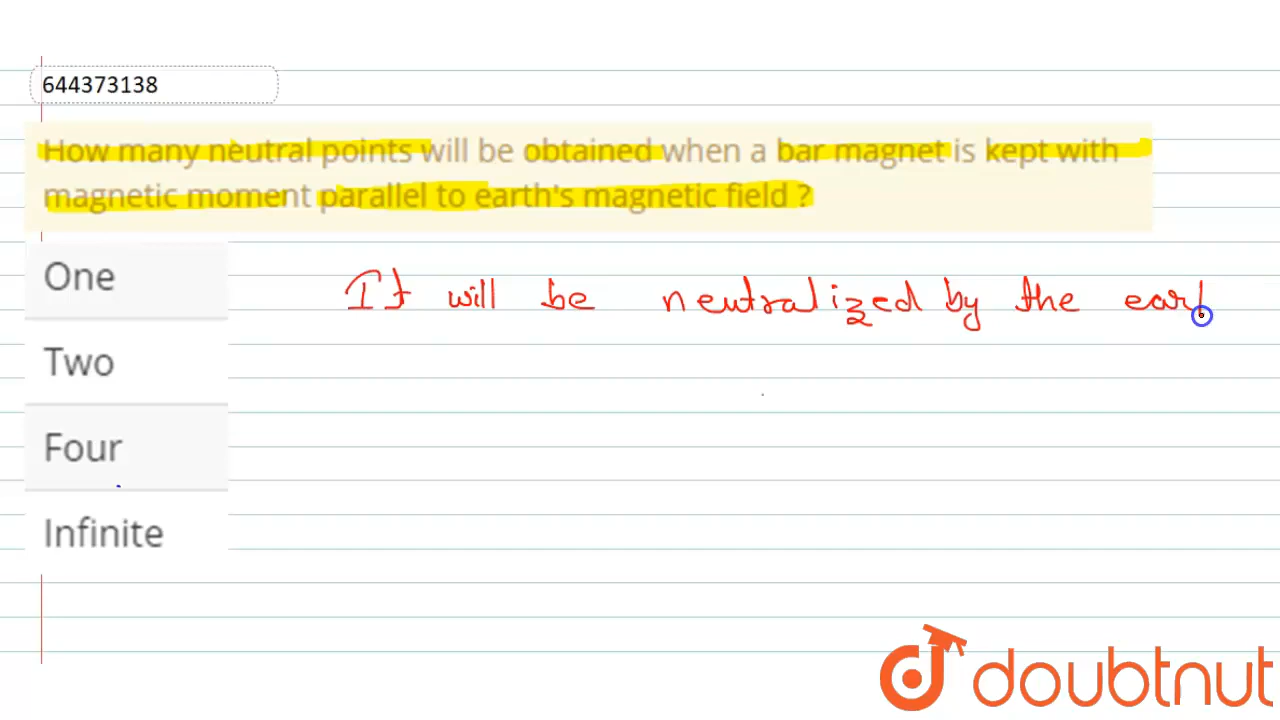 644373138
How many neutral points will be obtained when a bar magnet is kept with
magnetic moment parallel to earth's magnetic field ?
One
It will be neutralized by the eart
Two
Four
Infinite
doubtnut